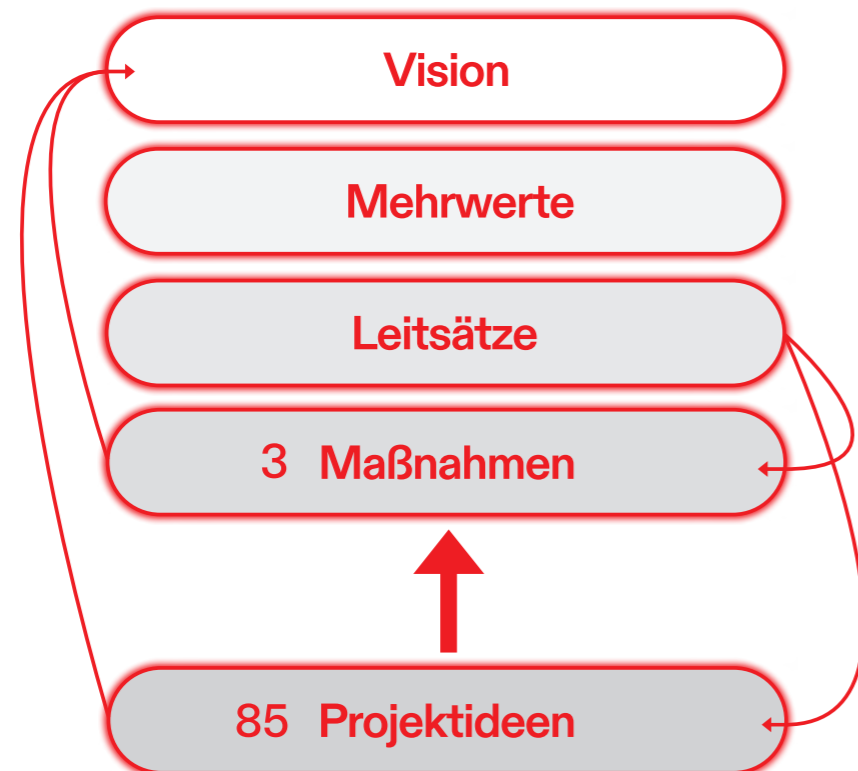 Vision
Mehrwerte
Leitsätze
3 Maßnahmen
85 Projektideen